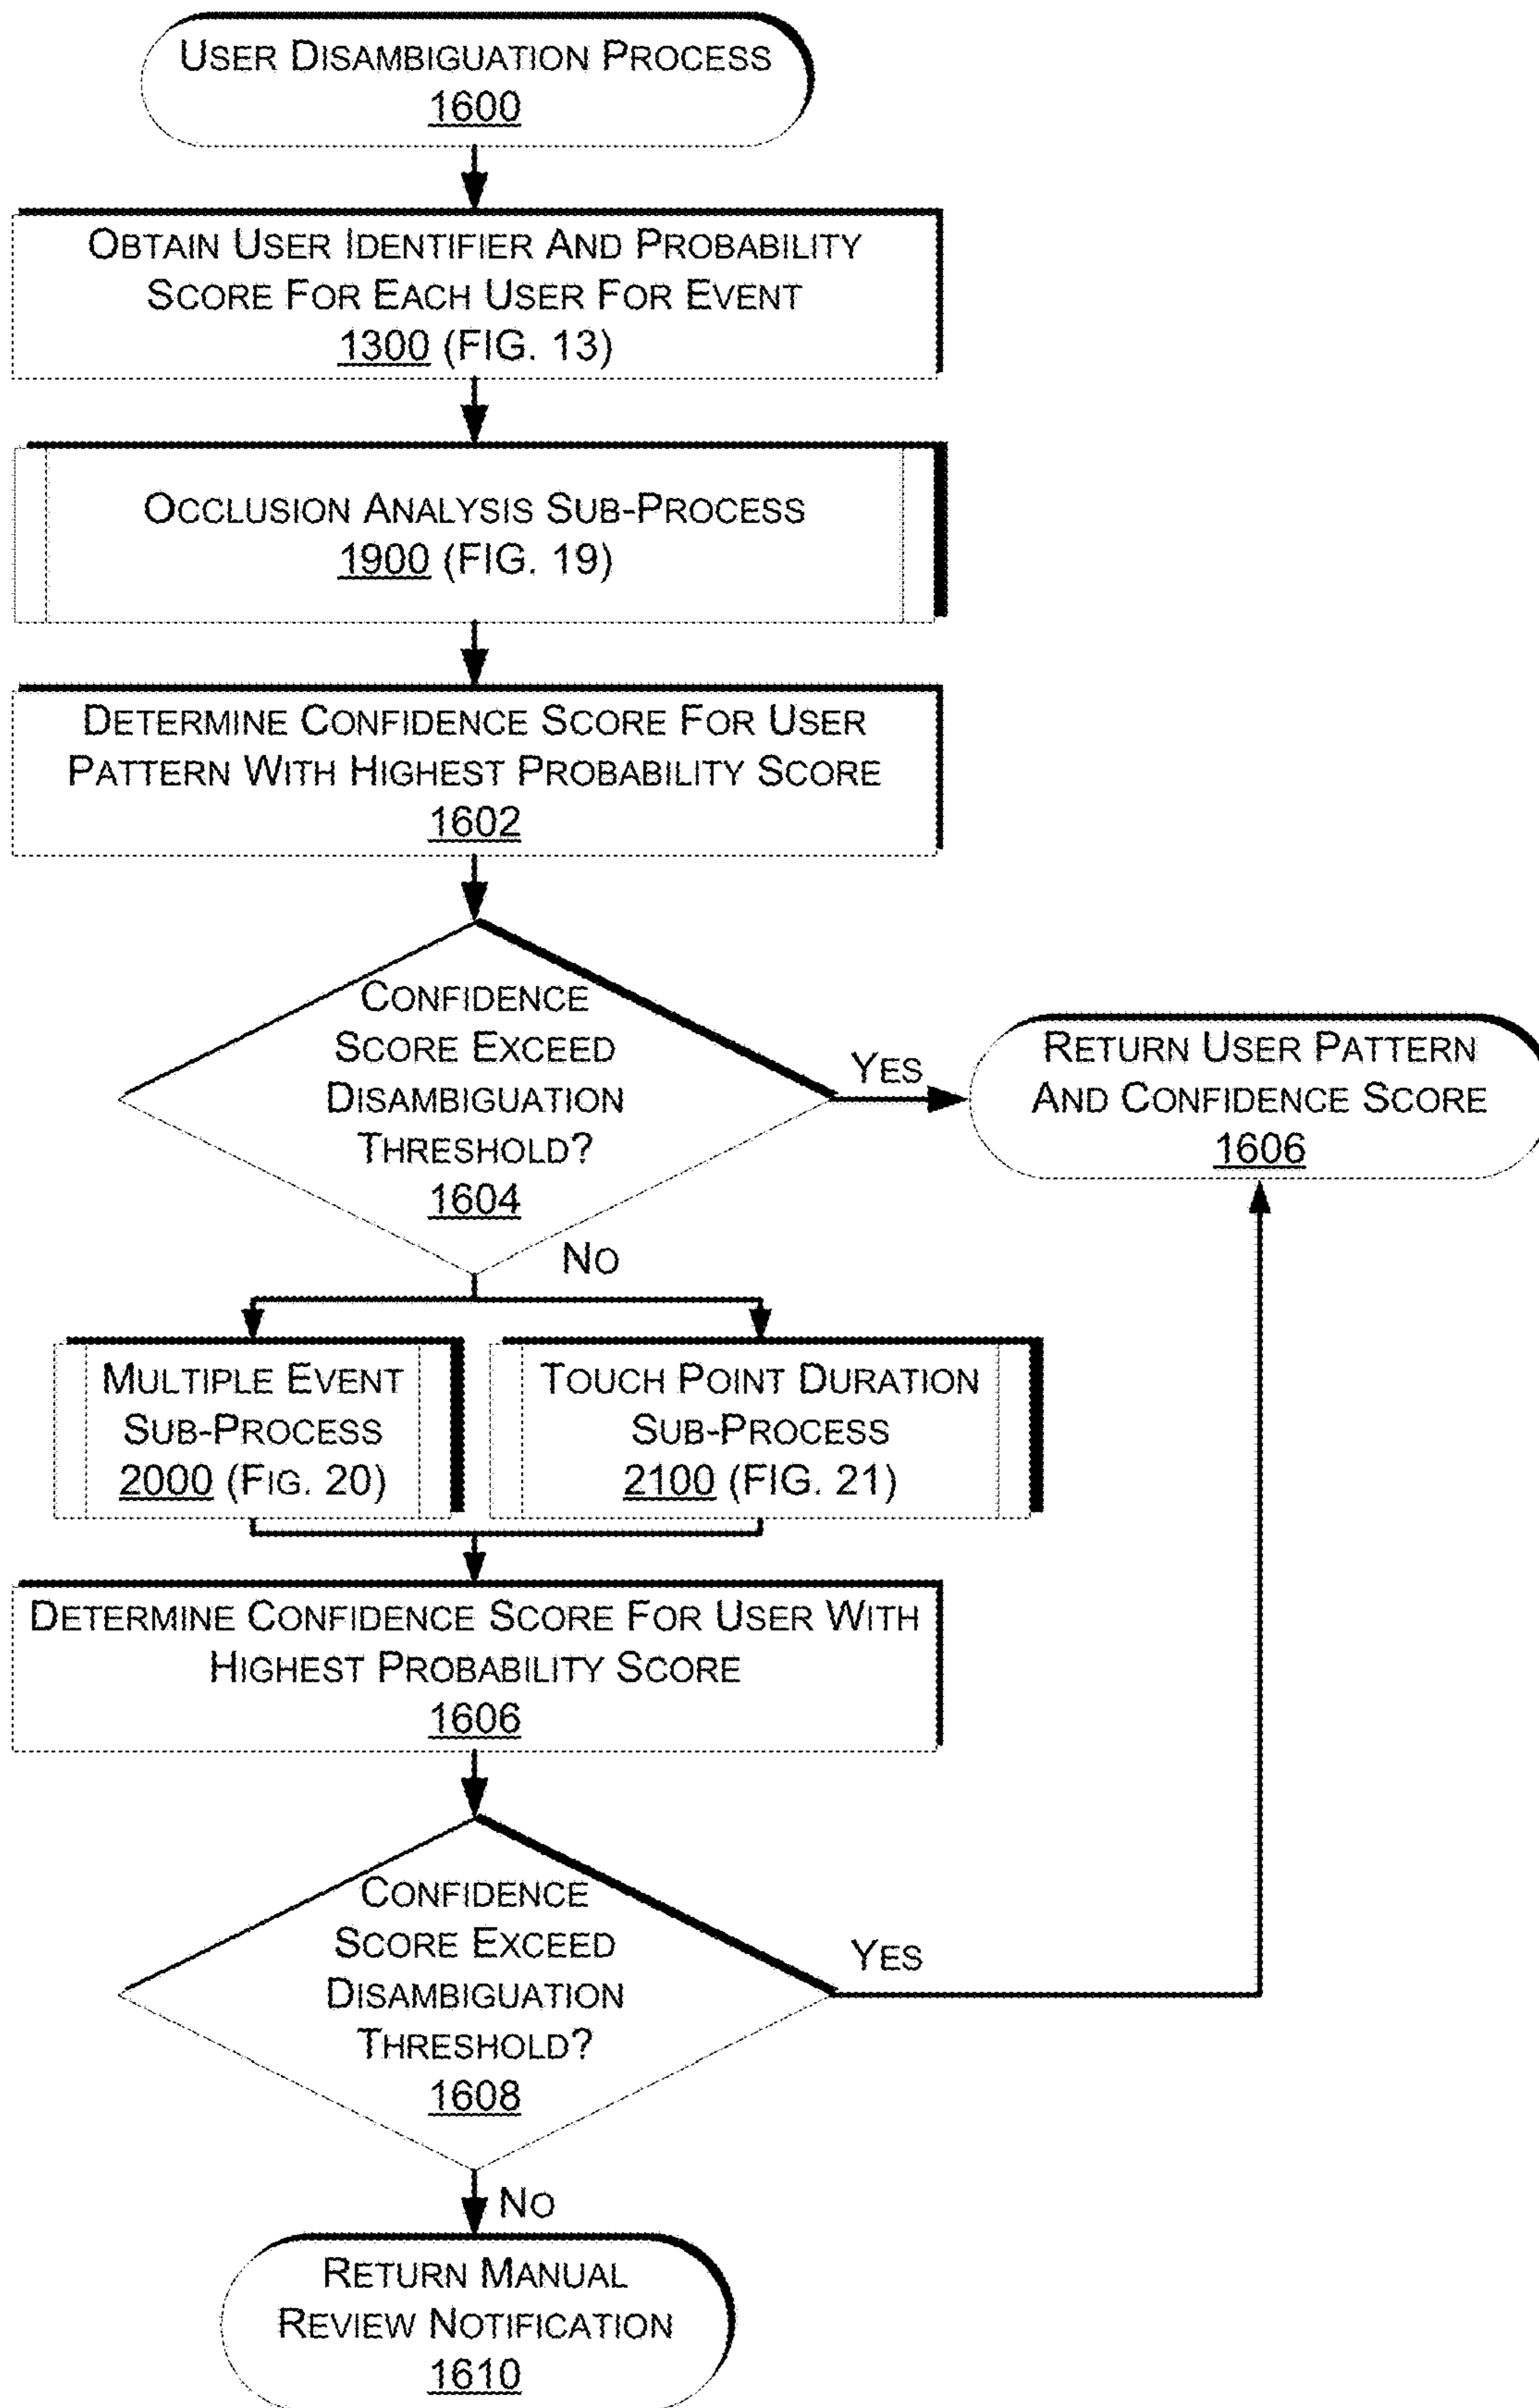 USER DISAMBIGUATION PROCESS
1600
OBTAIN USER IDENTIFIER AND PROBABILITY
SCORE FOR EACH USER FOR EVENT
1300 (FIG. 13)
OCCLUSION ANALYSIS SUB-PROCESS
1900 (FIG. 19)
DETERMINE CONFIDENCE SCORE FOR USER
PATTERN WITH HIGHEST PROBABILITY SCORE
1602
CONFIDENCE
SCORE EXCEED
DISAMBIGUATION
THRESHOLD?
1604
YES
RETURN USER PATTERN
AND CONFIDENCE SCORE
1606
NO
MULTIPLE EVENT
SUB-PROCESS
2000 (FIG. 20)
TOUCH POINT DURATION
SUB-PROCESS
2100 (FIG. 21)
DETERMINE CONFIDENCE SCORE FOR USER WITH
HIGHEST PROBABILITY SCORE
1606
CONFIDENCE
SCORE EXCEED
DISAMBIGUATION
THRESHOLD?
1608
YES
NO
RETURN MANUAL
REVIEW NOTIFICATION
1610